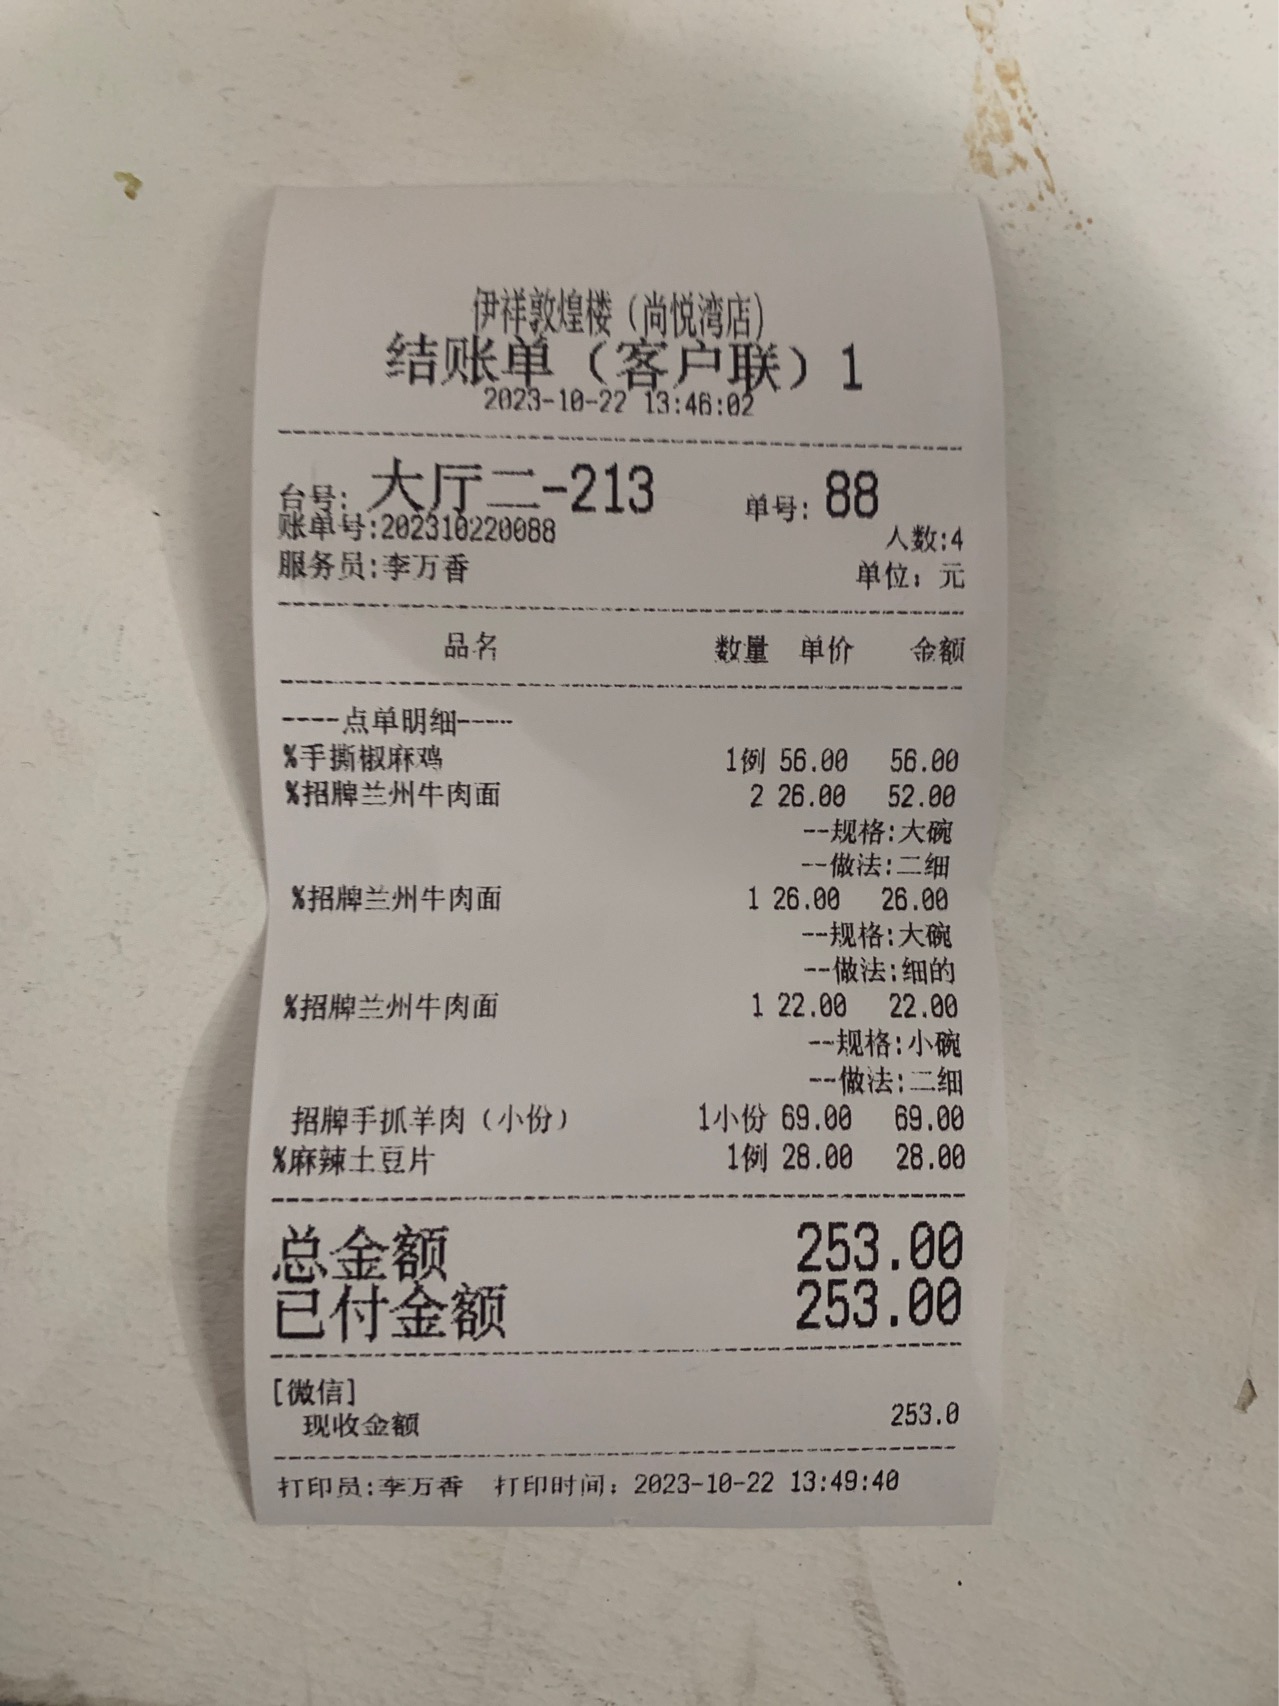 伊祥敦煌楼（尚悦湾店）
结账单（客户联）1
2023-10-22 13:46:02
台号: 大厅二-213 单号: 88
账单号:202310220088 人数:4
服务员:李万香 单位: 元
品名 数量 单价 金额
----点单明细-----
%手撕椒麻鸡 1例 56.00 56.00
%招牌兰州牛肉面 2 26.00 52.00
--规格:大碗
--做法:二细
%招牌兰州牛肉面 1 26.00 26.00
--规格:大碗
--做法:细的
%招牌兰州牛肉面 1 22.00 22.00
--规格:小碗
--做法:二细
招牌手抓羊肉（小份） 1小份 69.00 69.00
%麻辣土豆片 1例 28.00 28.00
总金额 253.00
已付金额 253.00
[微信]
现收金额 253.0
打印员:李万香 打印时间: 2023-10-22 13:49:40